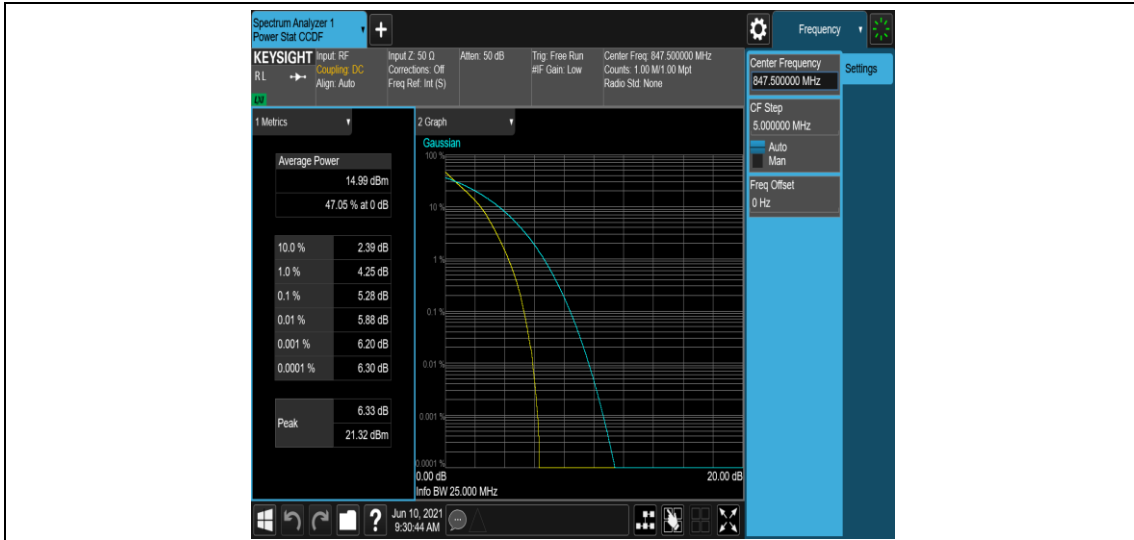 Spectrum Analyzer 1
Power Stat CCDF
+
Frequency
KEYSIGHT
RL
Input: RF
Coupling: DC
Align: Auto
Input Z: 50 Ω
Corrections: Off
Freq Ref: Int (S)
Atten: 50 dB
Trig: Free Run
#IF Gain: Low
Center Freq: 847.500000 MHz
Counts: 1.00 M/1.00 Mpt
Radio Std: None
Center Frequency
847.500000 MHz
Settings
CF Step
5.000000 MHz
Auto
Man
Freq Offset
0 Hz
1 Metrics
Average Power
14.99 dBm
47.05 % at 0 dB
10.0 % 2.39 dB
1.0 % 4.25 dB
0.1 % 5.28 dB
0.01 % 5.88 dB
0.001 % 6.20 dB
0.0001 % 6.30 dB
Peak
6.33 dB
21.32 dBm
2 Graph
Gaussian
100 %
10 %
1 %
0.1 %
0.01 %
0.001 %
0.0001 %
0.00 dB 20.00 dB
Info BW 25.000 MHz
?
Jun 10, 2021
9:30:44 AM